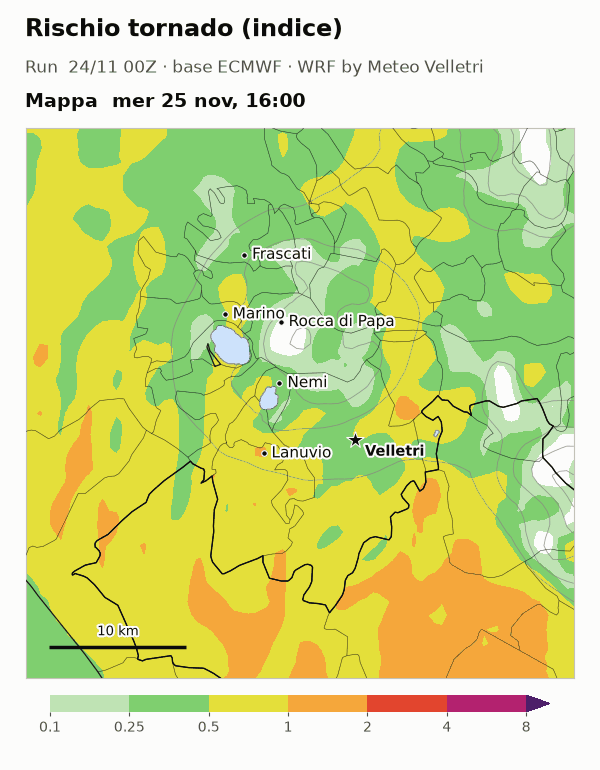 Rischio tornado (indice)
Run  24/11 00Z · base ECMWF · WRF by Meteo Velletri
Mappa  mer 25 nov, 16:00
Frascati
Marino
Rocca di Papa
Nemi
Velletri
Lanuvio
10 km
0.1 0.25 0.5 1 2 4 8